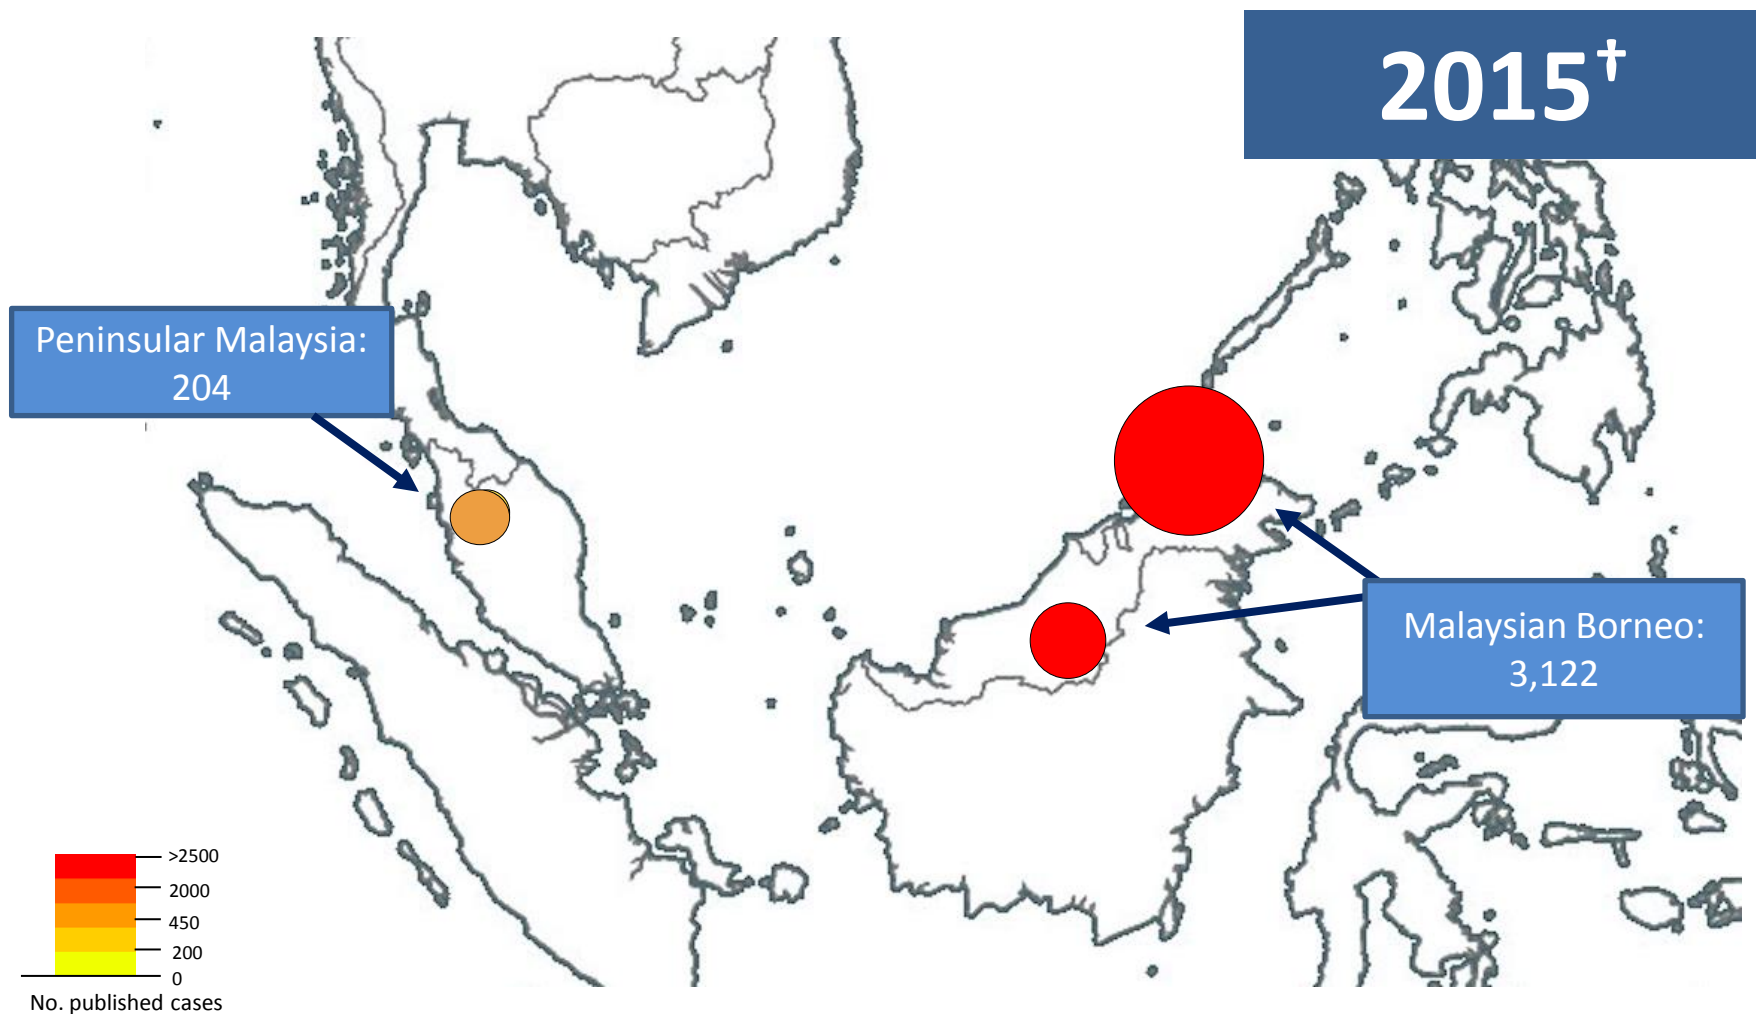 2015†
Peninsular Malaysia:
204
Malaysian Borneo:
3,122
>2500
2000
450
200
0
No. published cases